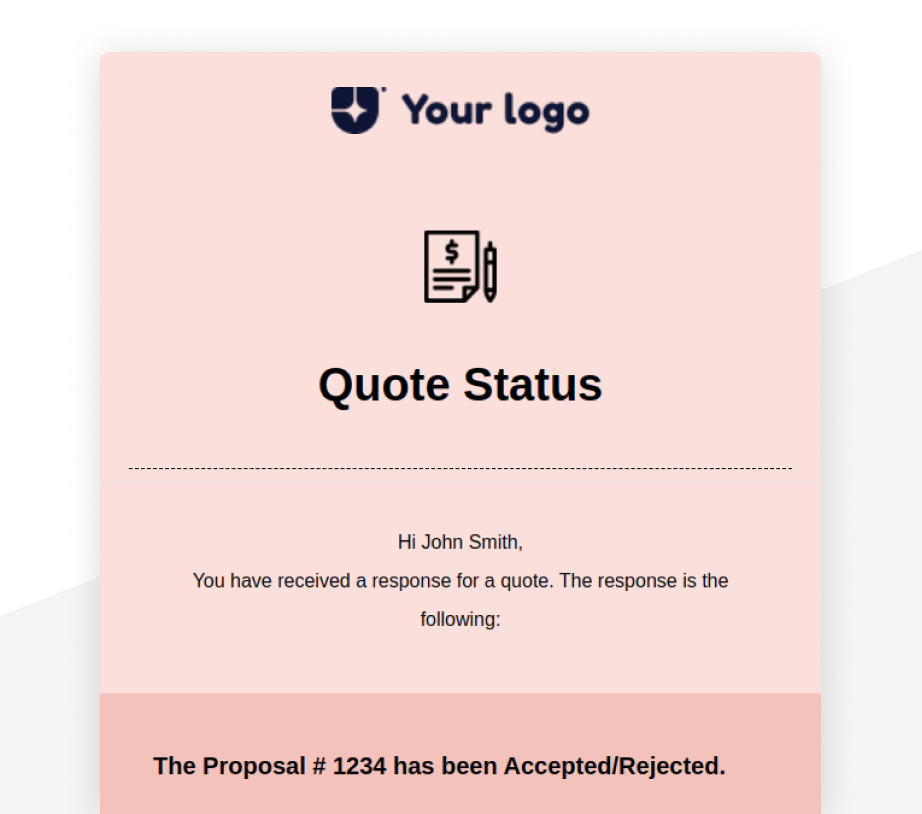 Your logo
$
Quote Status
Hi John Smith,
You have received a response for a quote. The response is the
following:
The Proposal # 1234 has been Accepted/Rejected.